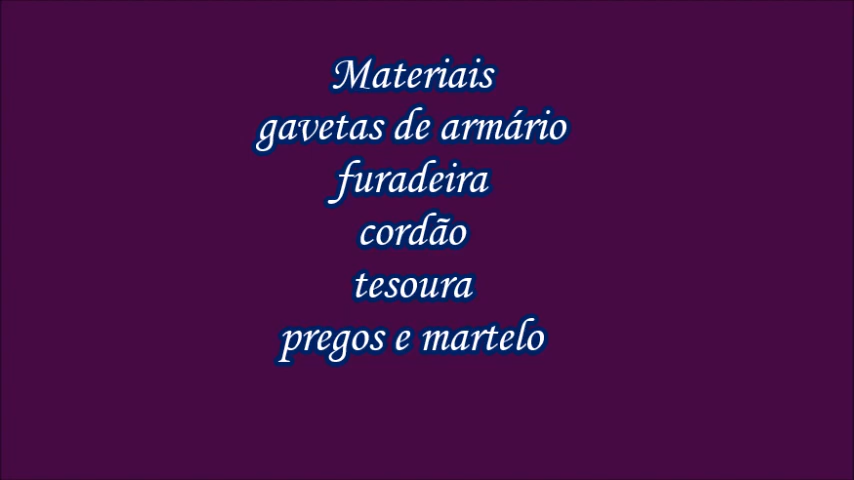 Materiais
gavetas de armário
furadeira
cordão
tesoura
pregos e martelo